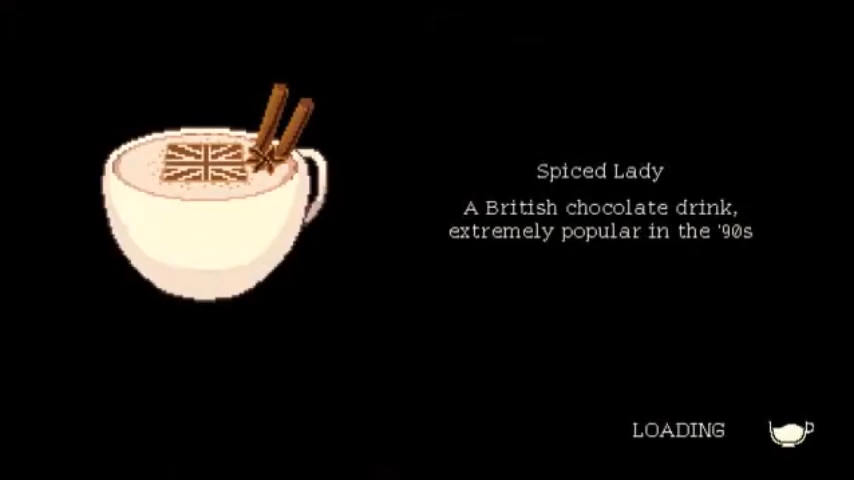 Spiced Lady
A British chocolate drink,
extremely popular in the '90s
LOADING